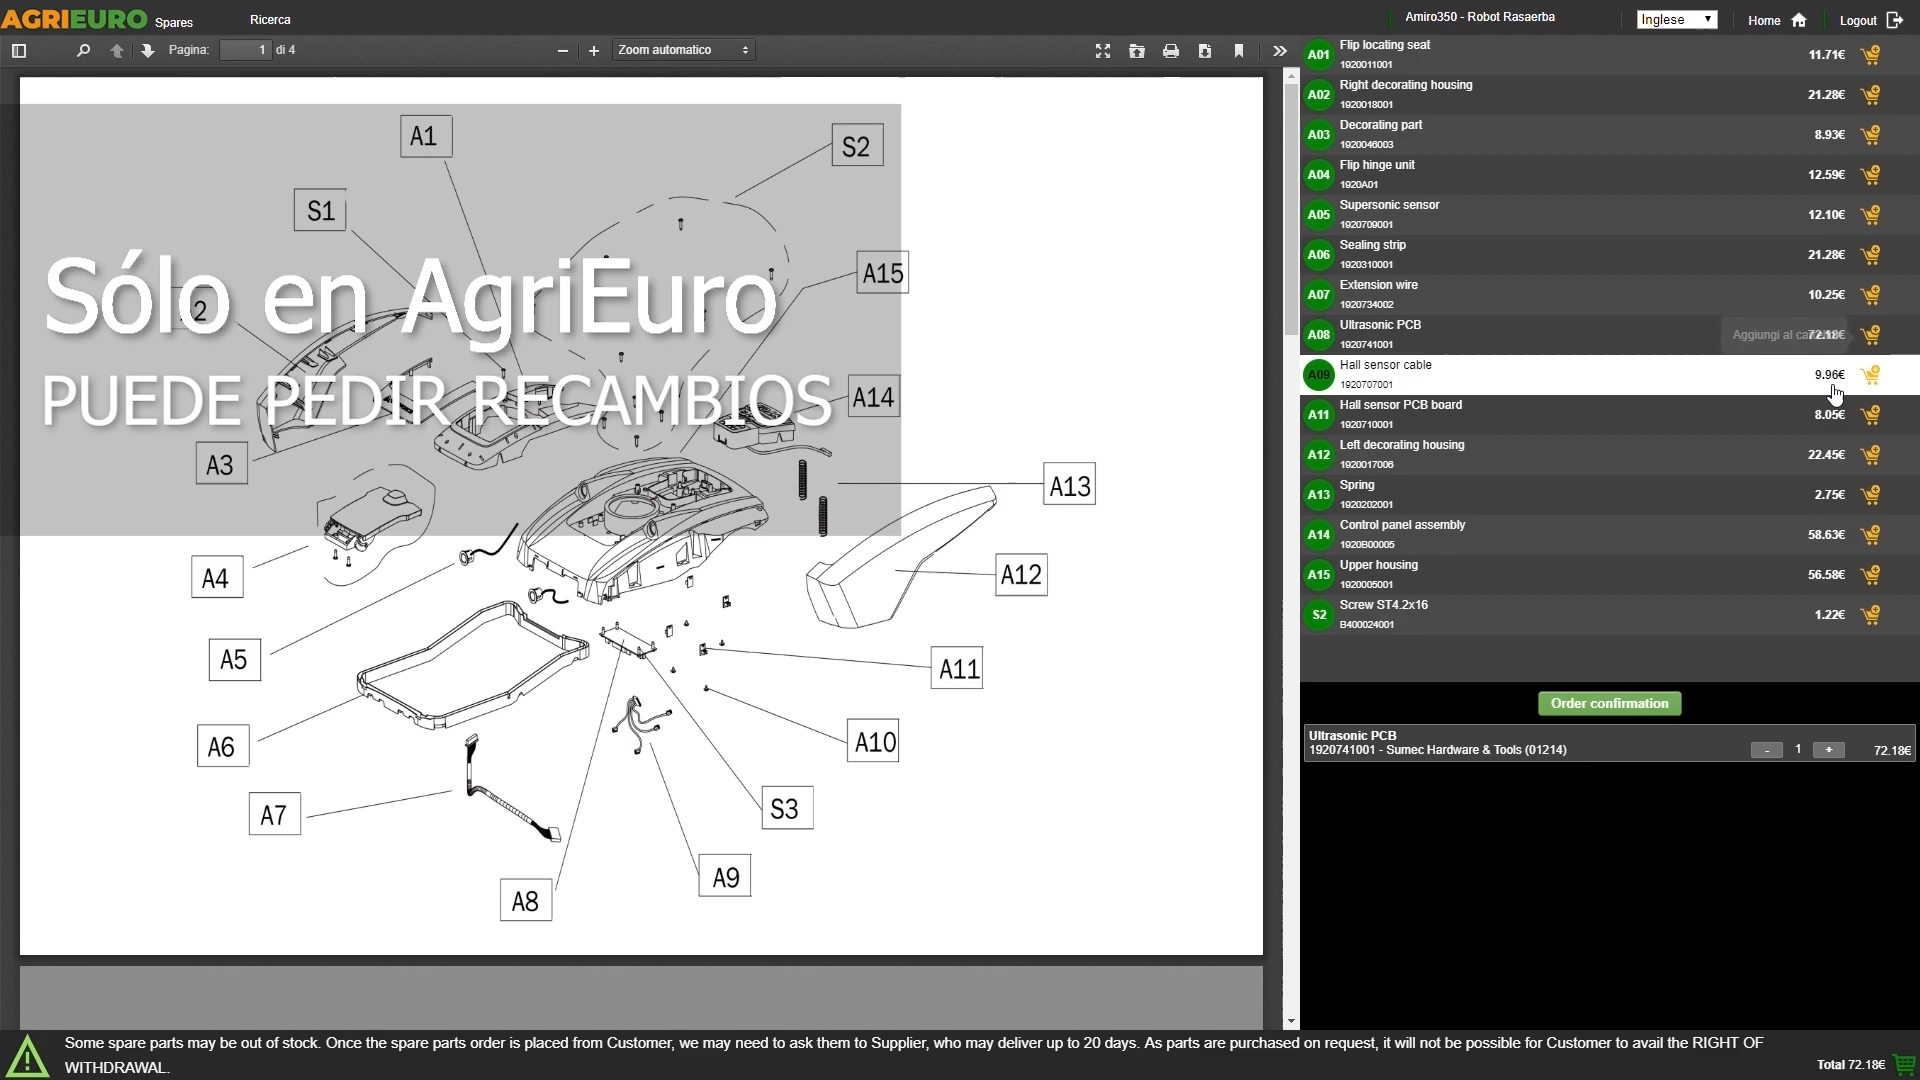 AGRIEURO Spares
Ricerca
Amiro350 - Robot Rasaerba
Inglese
Home
Logout
Pagina: 1 di 4
Zoom automatico
A1
S2
S1
A15
Sólo en AgriEuro
2
PUEDE PEDIR RECAMBIOS
A14
A3
A13
A4
A12
A5
A11
A6
A10
A7
S3
A9
A8
A01 Flip locating seat 11.71€
1920011001
A02 Right decorating housing 21.28€
1920018001
A03 Decorating part 8.93€
1920046003
A04 Flip hinge unit 12.59€
1920A01
A05 Supersonic sensor 12.10€
1920709001
A06 Sealing strip 21.28€
1920310001
A07 Extension wire 10.25€
1920734002
A08 Ultrasonic PCB Aggiungi al 72.18€
1920741001
A09 Hall sensor cable 9.96€
1920707001
A11 Hall sensor PCB board 8.05€
1920710001
A12 Left decorating housing 22.45€
1920017006
A13 Spring 2.75€
1920202001
A14 Control panel assembly 58.63€
1920B00005
A15 Upper housing 56.58€
1920005001
S2 Screw ST4.2x16 1.22€
B400024001
Order confirmation
Ultrasonic PCB
1920741001 - Sumec Hardware & Tools (01214) - 1 + 72.18€
Some spare parts may be out of stock. Once the spare parts order is placed from Customer, we may need to ask them to Supplier, who may deliver up to 20 days. As parts are purchased on request, it will not be possible for Customer to avail the RIGHT OF
WITHDRAWAL.
Total 72.18€